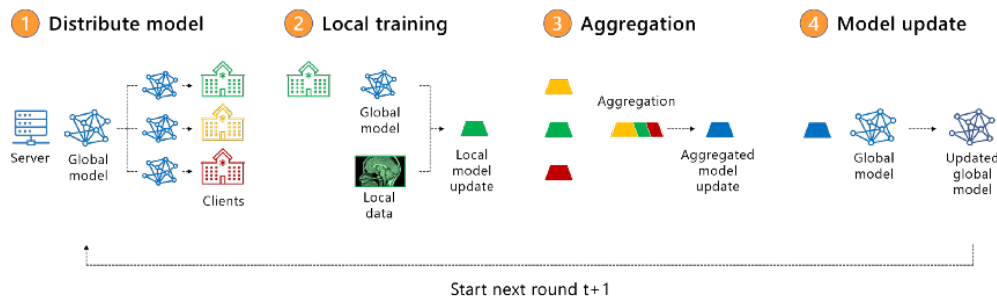 1 Distribute model
2 Local training
3 Aggregation
4 Model update
Server
Global
model
Clients
Global
model
Local
data
Local
model
update
Aggregation
Aggregated
model
update
Global
model
Updated
global
model
Start next round t+1